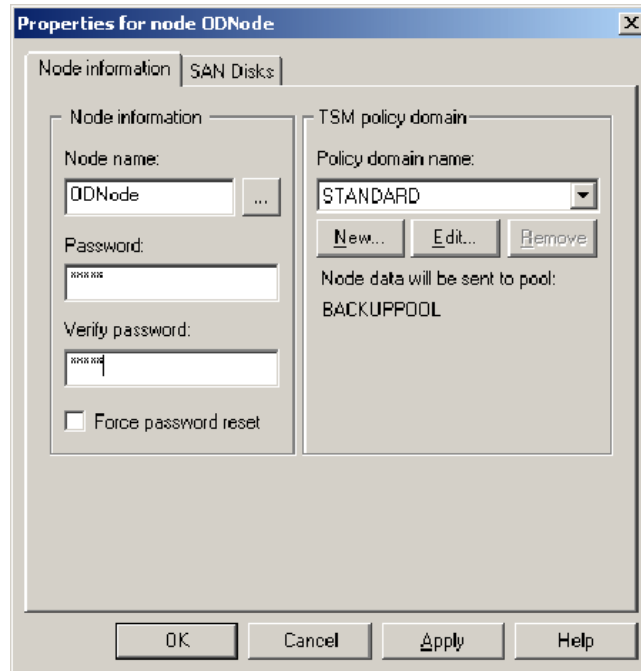 Properties for node ODNode
Node information
SAN Disks
Node information
Node name:
ODNode
...
Password:
*****
Verify password:
*****
Force password reset
TSM policy domain
Policy domain name:
STANDARD
New... Edit... Remove
Node data will be sent to pool:
BACKUPPOOL
OK Cancel Apply Help